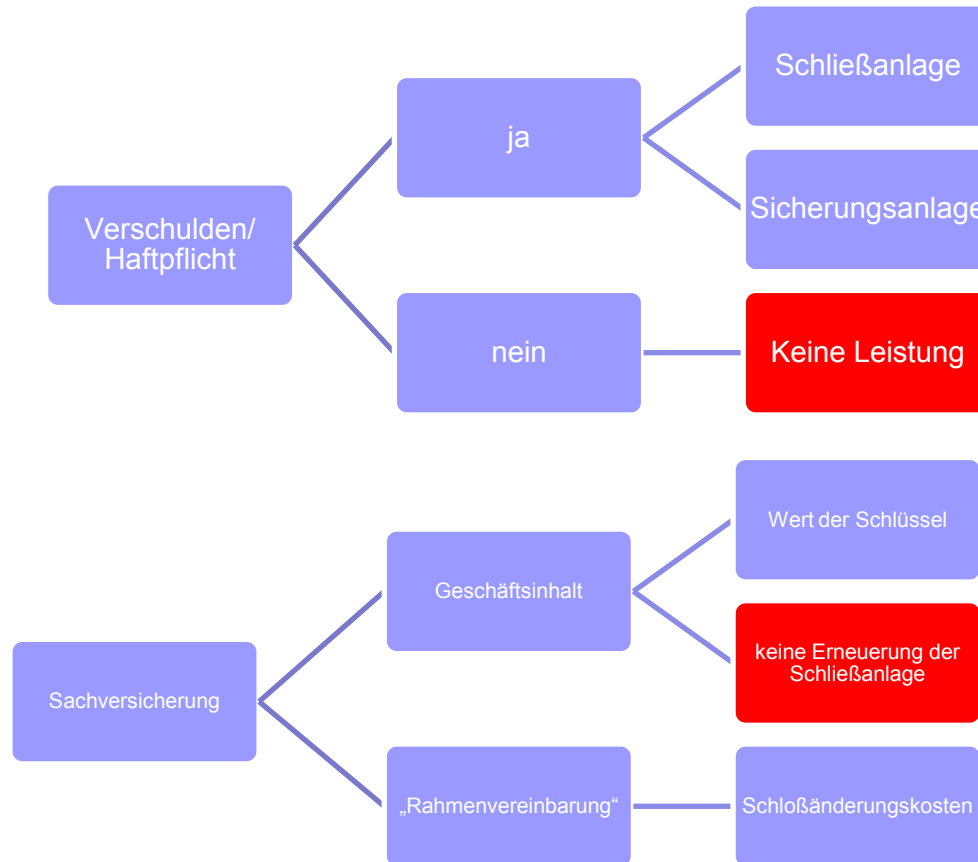 Verschulden/
Haftpflicht
ja
Schließanlage
Sicherungsanlage
nein
Keine Leistung
Sachversicherung
Geschäftsinhalt
Wert der Schlüssel
keine Erneuerung der
Schließanlage
„Rahmenvereinbarung“
Schloßänderungskosten